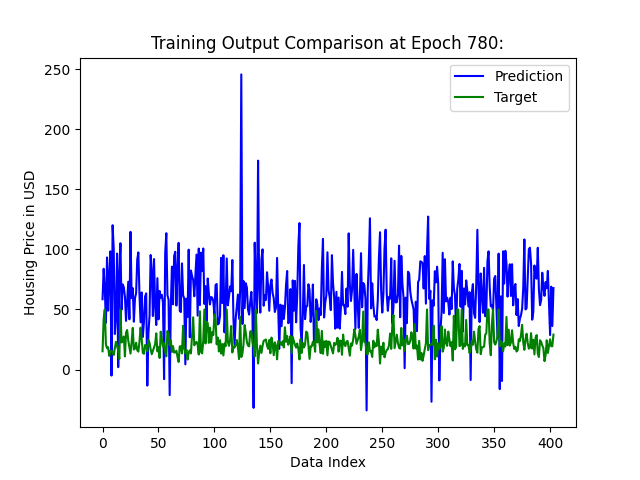 Training Output Comparison at Epoch 780:
250
200
150
100
50
0
Housing Price in USD
Prediction
Target
0 50 100 150 200 250 300 350 400
Data Index